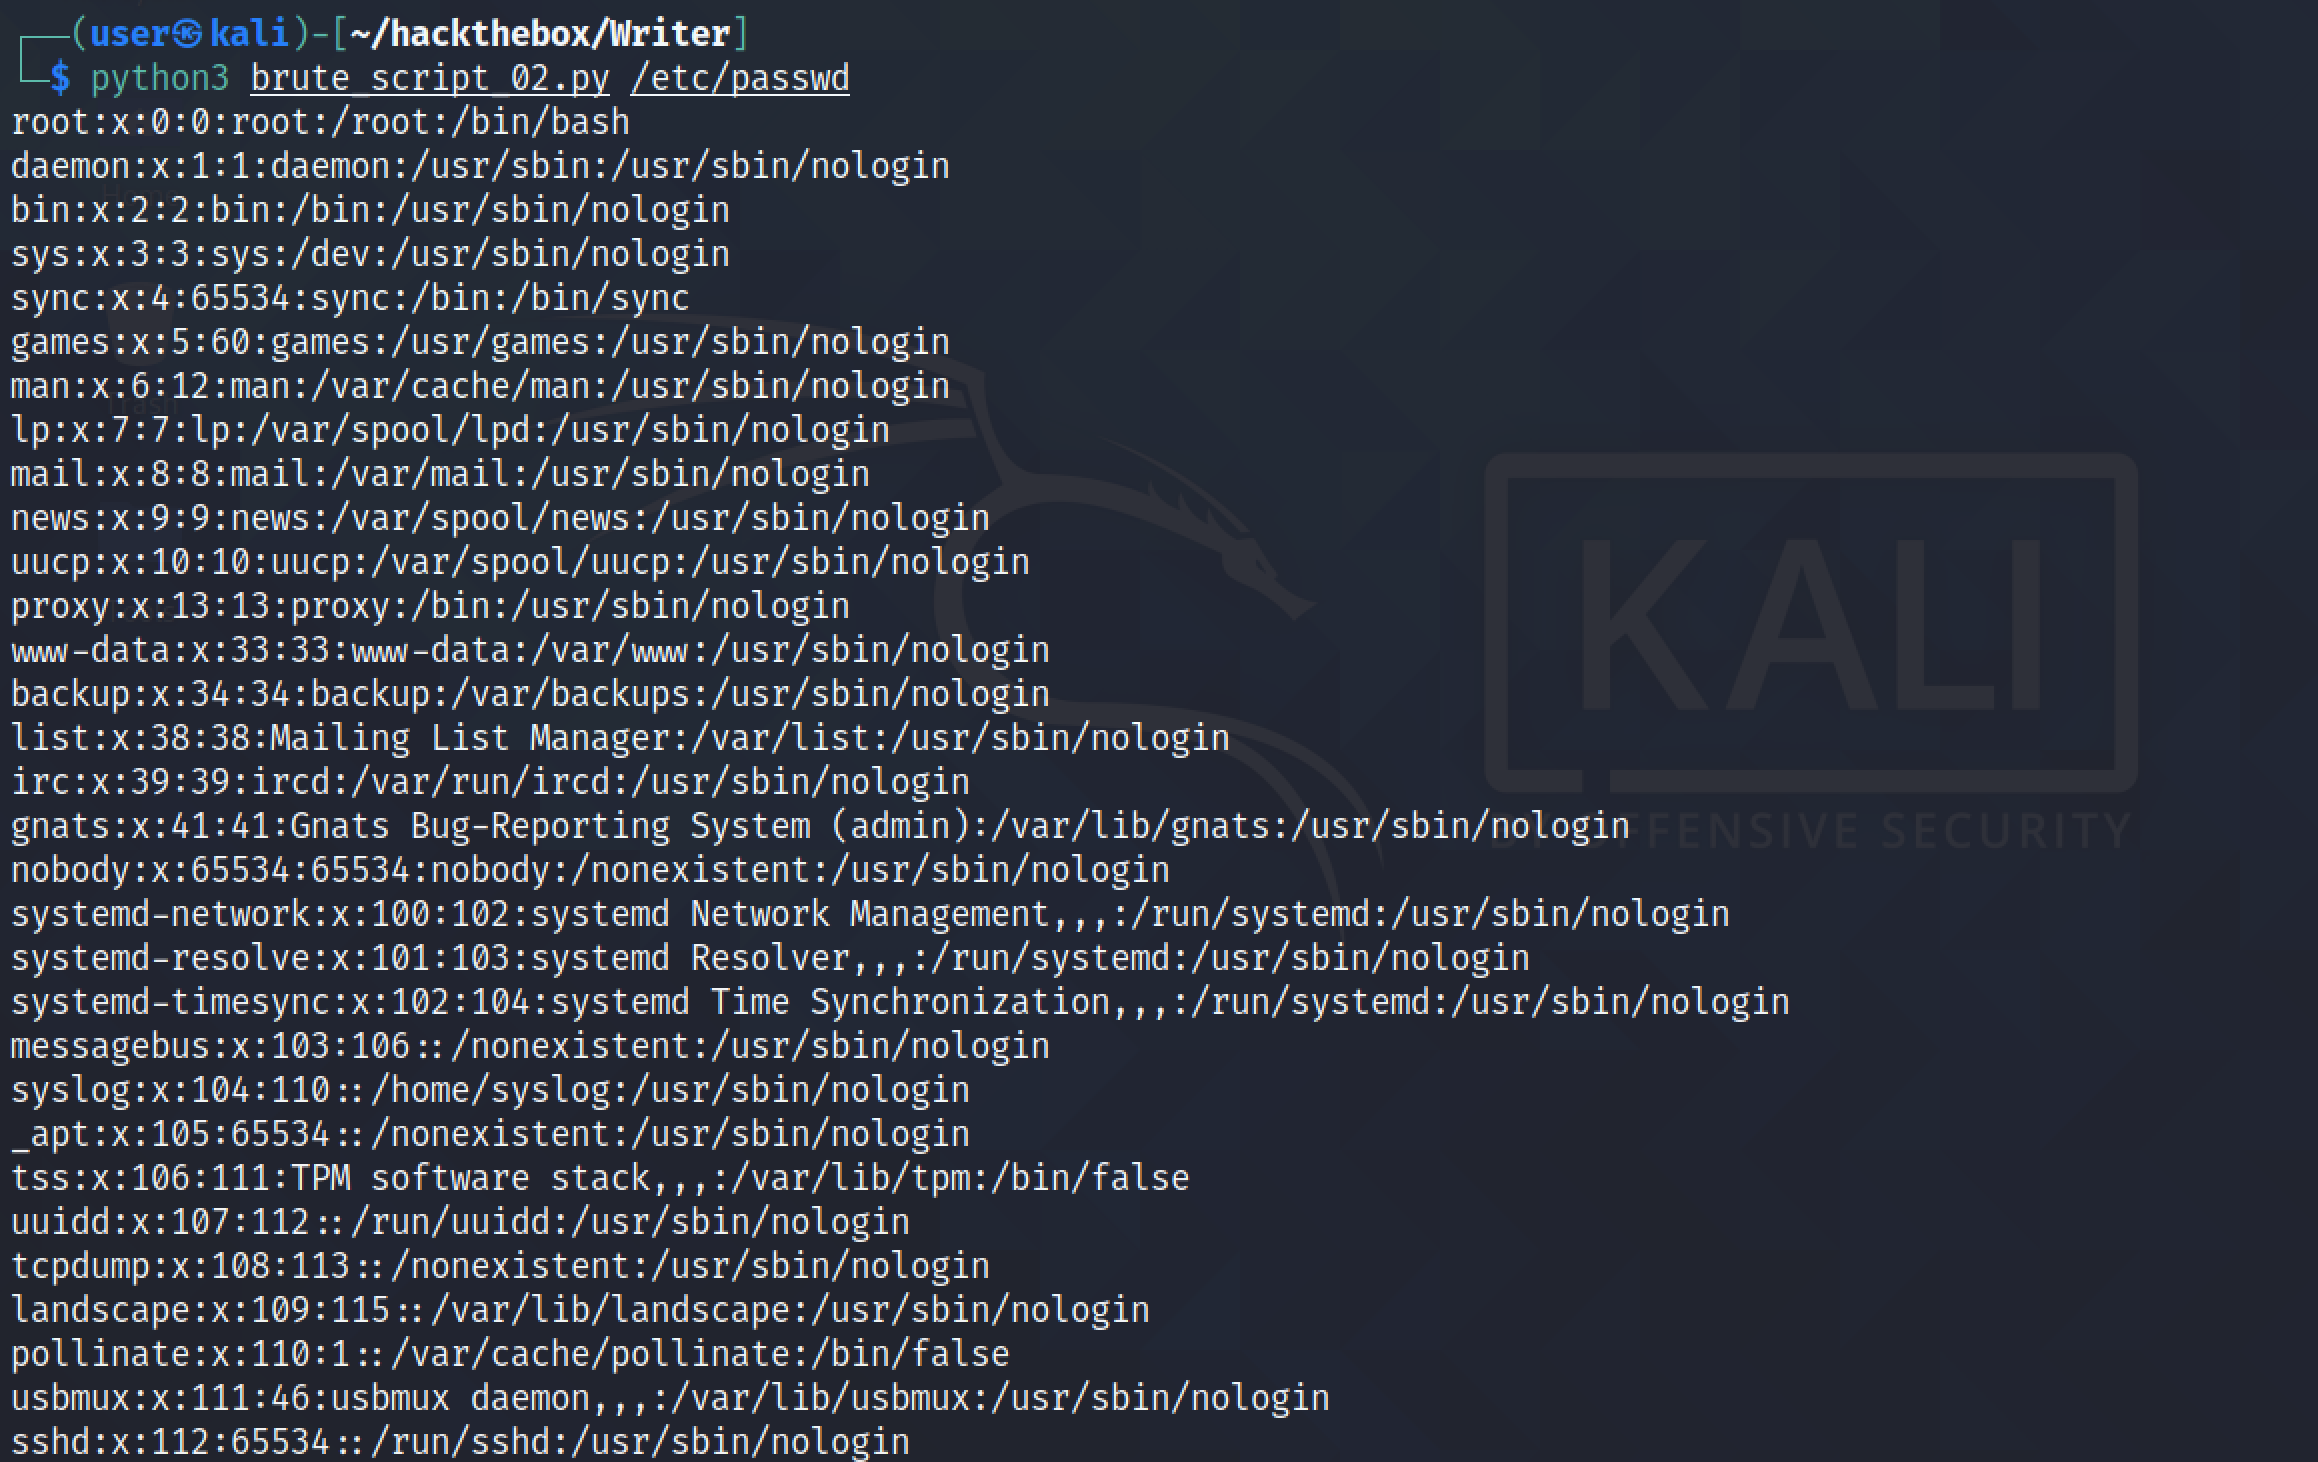 (user㉿kali)-[~/hackthebox/Writer]
$ python3 brute_script_02.py /etc/passwd
root:x:0:0:root:/root:/bin/bash
daemon:x:1:1:daemon:/usr/sbin:/usr/sbin/nologin
bin:x:2:2:bin:/bin:/usr/sbin/nologin
sys:x:3:3:sys:/dev:/usr/sbin/nologin
sync:x:4:65534:sync:/bin:/bin/sync
games:x:5:60:games:/usr/games:/usr/sbin/nologin
man:x:6:12:man:/var/cache/man:/usr/sbin/nologin
lp:x:7:7:lp:/var/spool/lpd:/usr/sbin/nologin
mail:x:8:8:mail:/var/mail:/usr/sbin/nologin
news:x:9:9:news:/var/spool/news:/usr/sbin/nologin
uucp:x:10:10:uucp:/var/spool/uucp:/usr/sbin/nologin
proxy:x:13:13:proxy:/bin:/usr/sbin/nologin
www-data:x:33:33:www-data:/var/www:/usr/sbin/nologin
backup:x:34:34:backup:/var/backups:/usr/sbin/nologin
list:x:38:38:Mailing List Manager:/var/list:/usr/sbin/nologin
irc:x:39:39:ircd:/var/run/ircd:/usr/sbin/nologin
gnats:x:41:41:Gnats Bug-Reporting System (admin):/var/lib/gnats:/usr/sbin/nologin
nobody:x:65534:65534:nobody:/nonexistent:/usr/sbin/nologin
systemd-network:x:100:102:systemd Network Management,,,:/run/systemd:/usr/sbin/nologin
systemd-resolve:x:101:103:systemd Resolver,,,:/run/systemd:/usr/sbin/nologin
systemd-timesync:x:102:104:systemd Time Synchronization,,,:/run/systemd:/usr/sbin/nologin
messagebus:x:103:106::/nonexistent:/usr/sbin/nologin
syslog:x:104:110::/home/syslog:/usr/sbin/nologin
_apt:x:105:65534::/nonexistent:/usr/sbin/nologin
tss:x:106:111:TPM software stack,,,:/var/lib/tpm:/bin/false
uuidd:x:107:112::/run/uuidd:/usr/sbin/nologin
tcpdump:x:108:113::/nonexistent:/usr/sbin/nologin
landscape:x:109:115::/var/lib/landscape:/usr/sbin/nologin
pollinate:x:110:1::/var/cache/pollinate:/bin/false
usbmux:x:111:46:usbmux daemon,,,:/var/lib/usbmux:/usr/sbin/nologin
sshd:x:112:65534::/run/sshd:/usr/sbin/nologin
Home
Trash
KALI
BY OFFENSIVE SECURITY